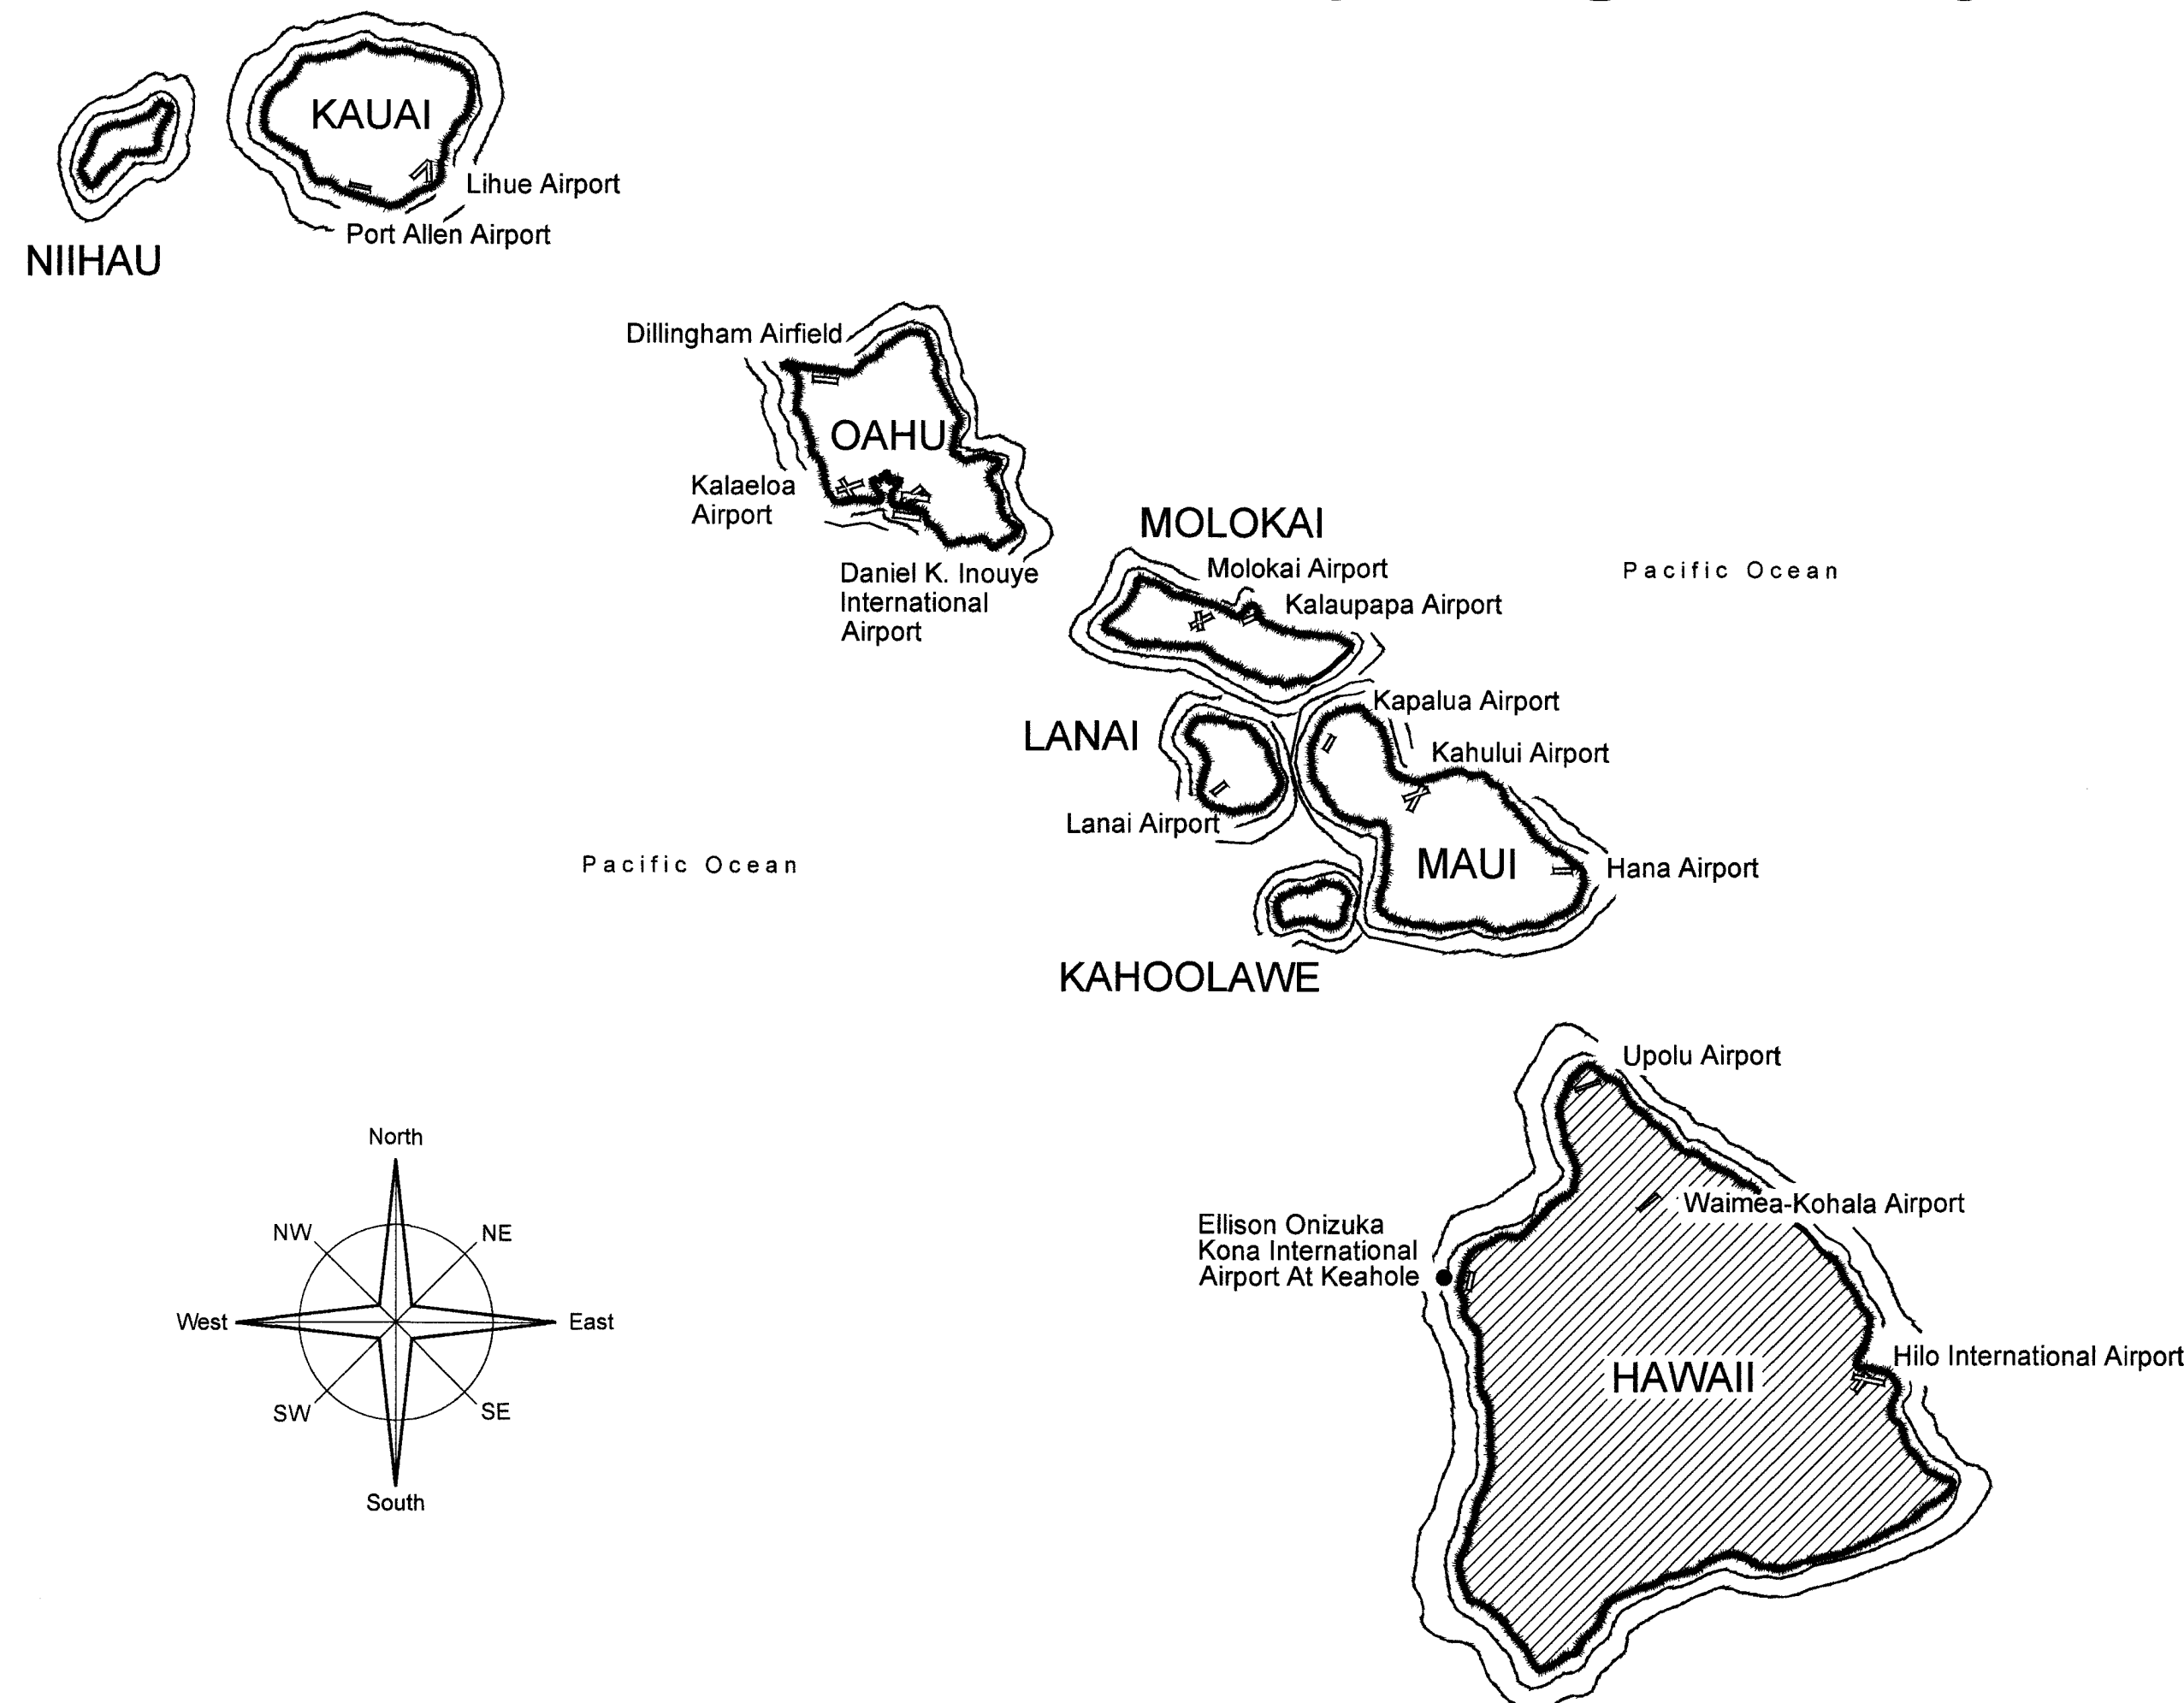 KAUAI
Lihue Airport
Port Allen Airport
NIIHAU
Dillingham Airfield
OAHU
Kalaeloa
Airport
Daniel K. Inouye
International
Airport
MOLOKAI
Molokai Airport
Kalaupapa Airport
Pacific Ocean
Kapalua Airport
LANAI
Kahului Airport
Lanai Airport
MAUI
Hana Airport
Pacific Ocean
KAHOOLAWE
Upolu Airport
Waimea-Kohala Airport
Ellison Onizuka
Kona International
Airport At Keahole
Hilo International Airport
HAWAII
North
NW
NE
West
East
SW
SE
South